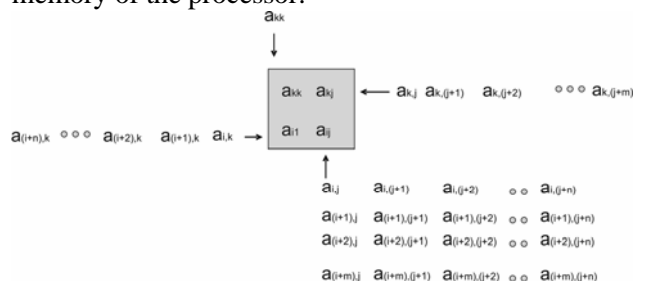 memory of the processor.
akk
akk akj ak,j ak,(j+1) ak,(j+2) ∘∘∘ ak,(j+m)
a(i+n),k ∘∘∘ a(i+2),k a(i+1),k ai,k ai1 aij
ai,j ai,(j+1) ai,(j+2) ∘∘ ai,(j+n)
a(i+1),j a(i+1),(j+1) a(i+1),(j+2) ∘∘ a(i+1),(j+n)
a(i+2),j a(i+2),(j+1) a(i+2),(j+2) ∘∘ a(i+2),(j+n)
a(i+m),j a(i+m),(j+1) a(i+m),(j+2) ∘∘ a(i+m),(j+n)